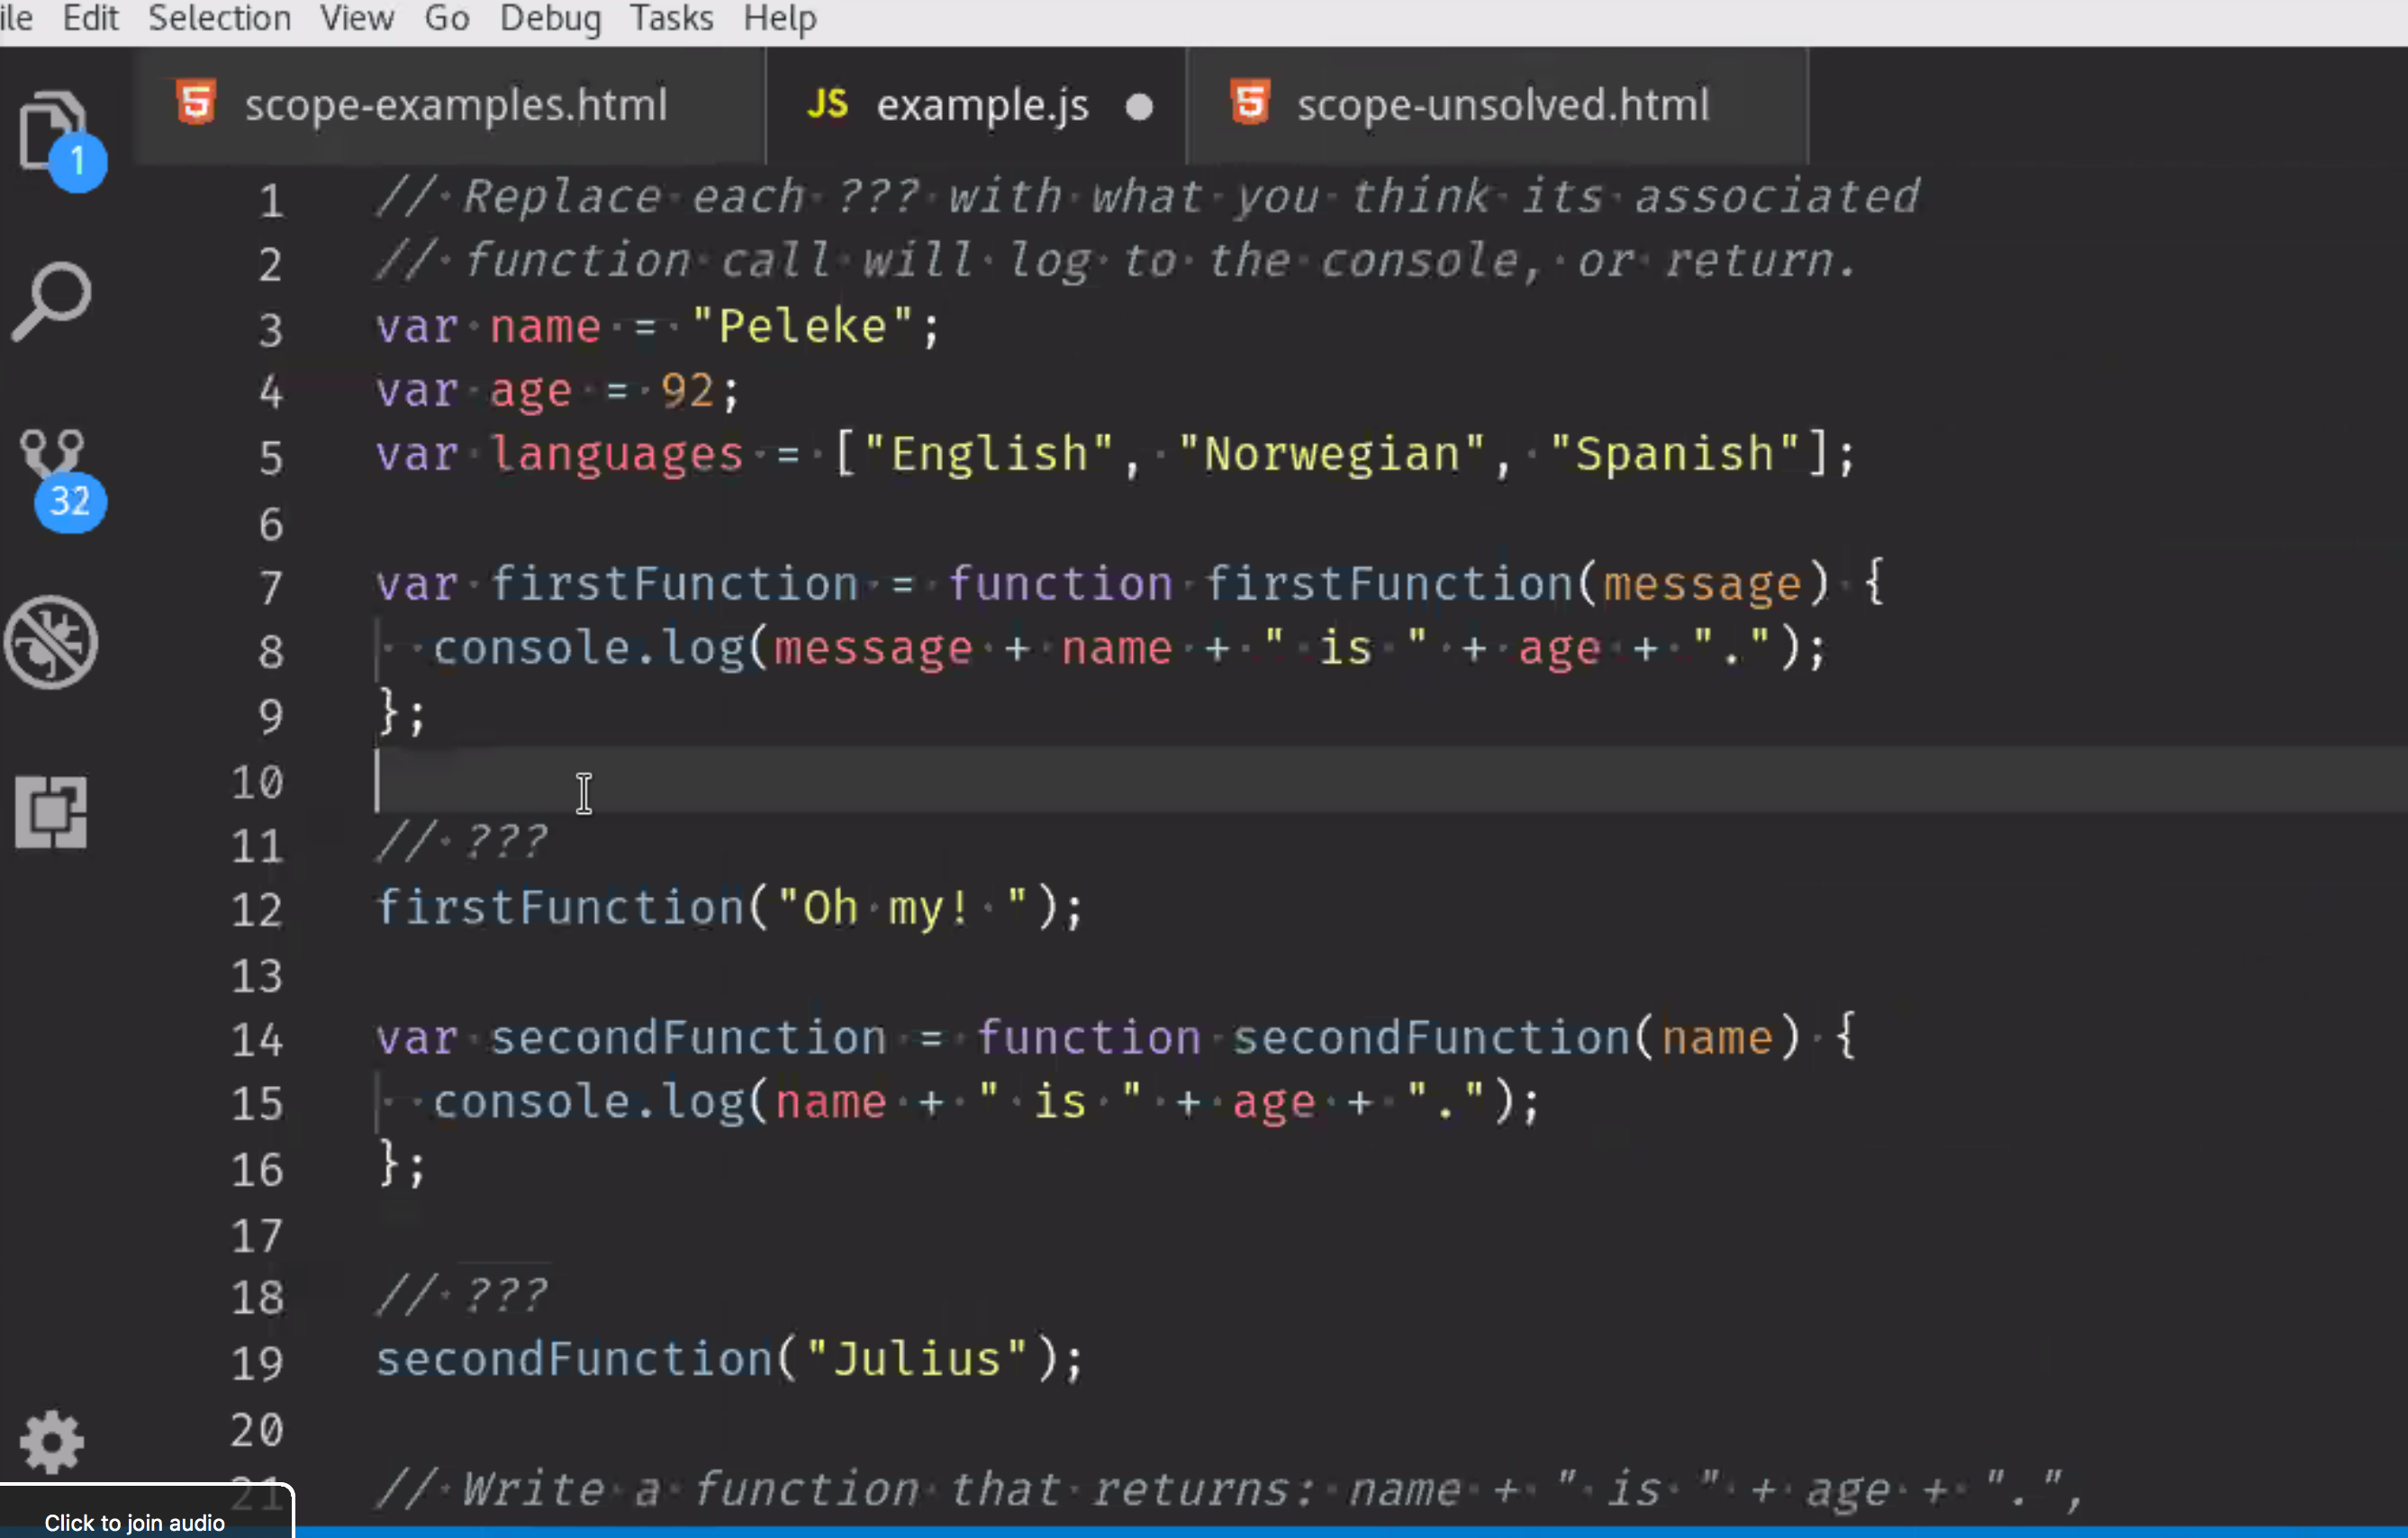 ile Edit Selection View Go Debug Tasks Help
scope-examples.html JS example.js scope-unsolved.html
1
32
1 // Replace each ??? with what you think its associated
2 // function call will log to the console, or return.
3 var name = "Peleke";
4 var age = 92;
5 var languages = ["English", "Norwegian", "Spanish"];
6
7 var firstFunction = function firstFunction(message) {
8 console.log(message + name + " is " + age + ".");
9 };
10
11 // ???
12 firstFunction("Oh my! ");
13
14 var secondFunction = function secondFunction(name) {
15 console.log(name + " is " + age + ".");
16 };
17
18 // ???
19 secondFunction("Julius");
20
21 // Write a function that returns: name + " is " + age + ".",
Click to join audio